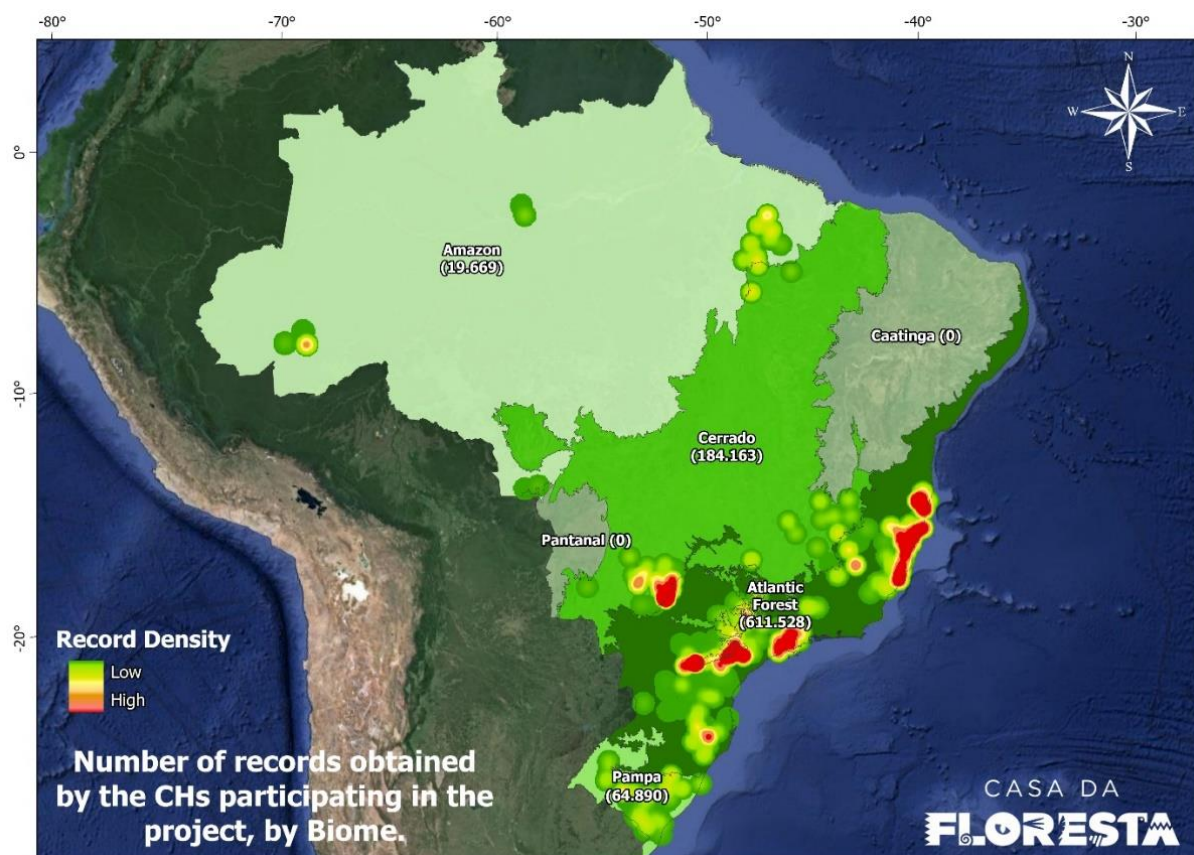 -80°
-70°
-60°
-50°
-40°
-30°
N
W
E
S
0°
Amazon
(19.669)
Caatinga (0)
-10°
Cerrado
(184.163)
Pantanal (0)
Atlantic
Forest
(611.528)
-20°
Record Density
Low
High
Number of records obtained
by the CHs participating in the
project, by Biome.
Pampa
(64.890)
CASA DA
FLORESTA